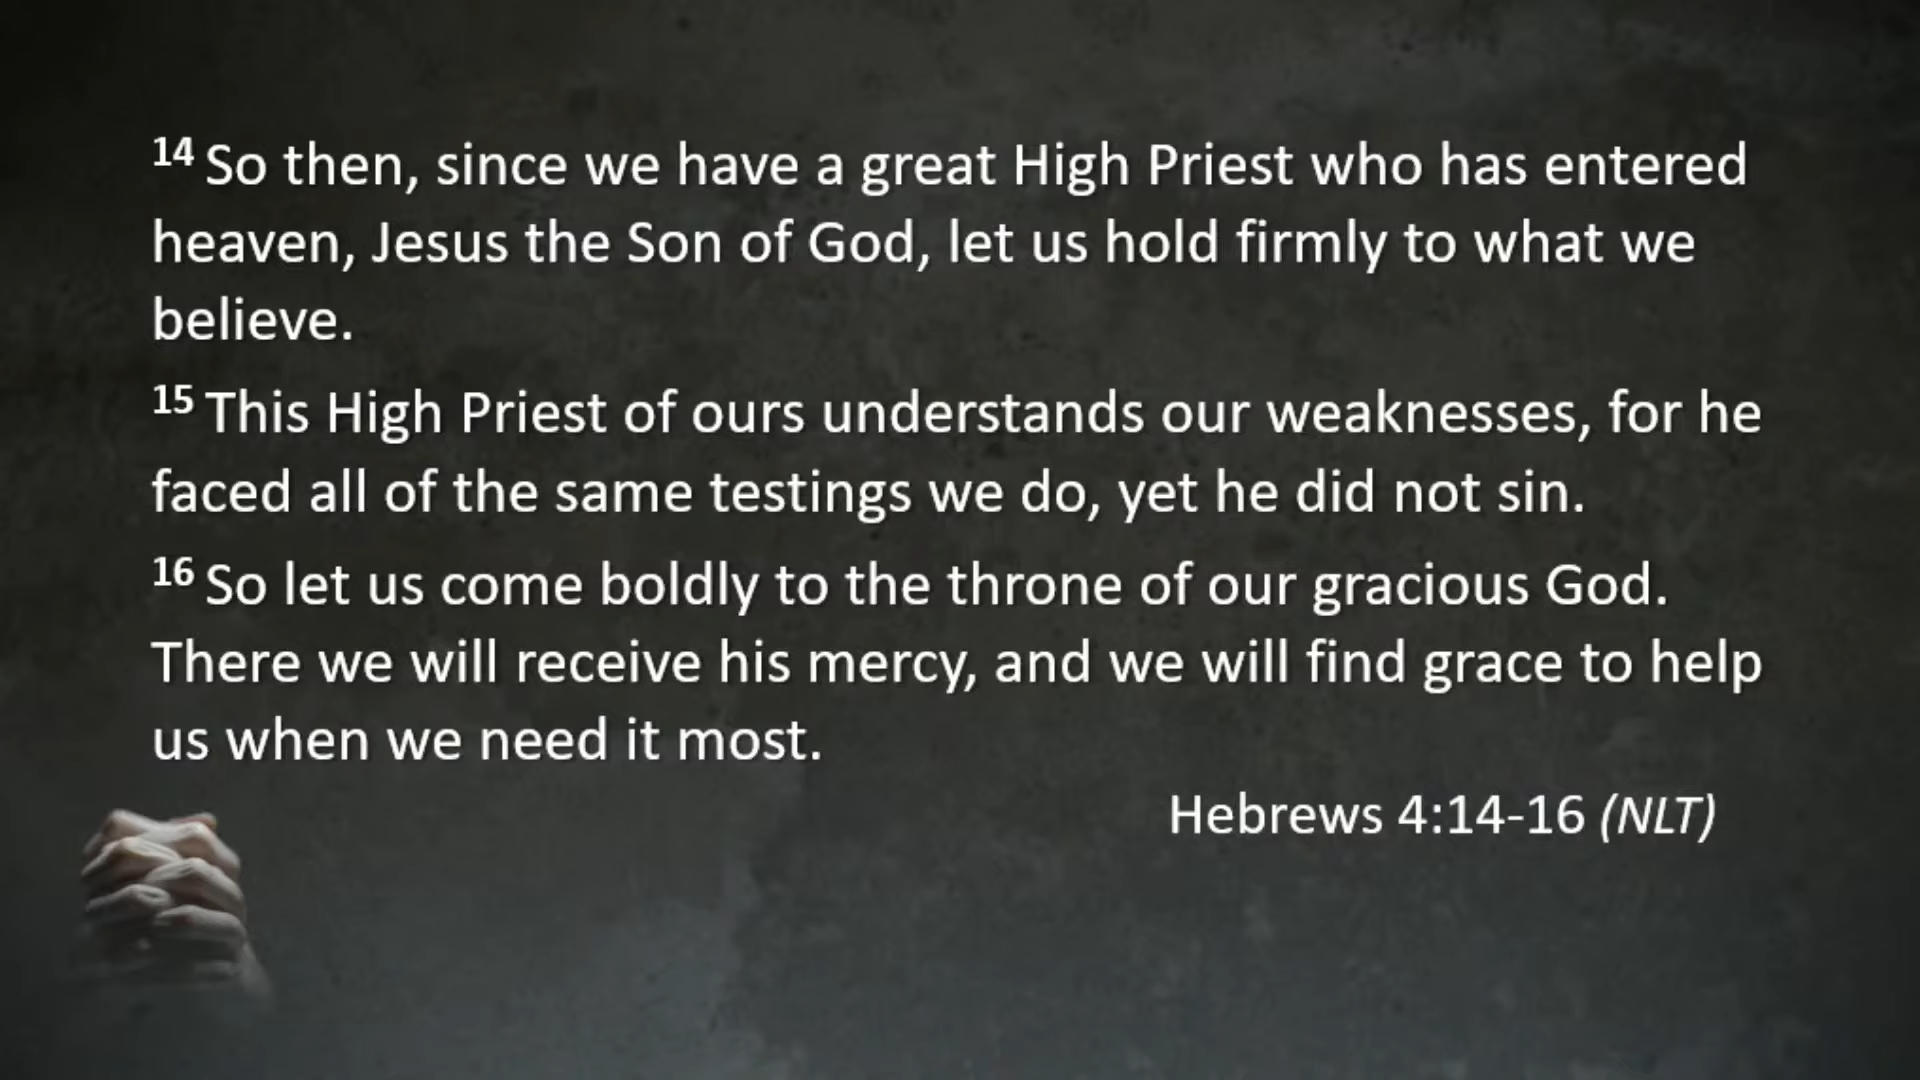 14 So then, since we have a great High Priest who has entered
heaven, Jesus the Son of God, let us hold firmly to what we
believe.
15 This High Priest of ours understands our weaknesses, for he
faced all of the same testings we do, yet he did not sin.
16 So let us come boldly to the throne of our gracious God.
There we will receive his mercy, and we will find grace to help
us when we need it most.
Hebrews 4:14-16 (NLT)